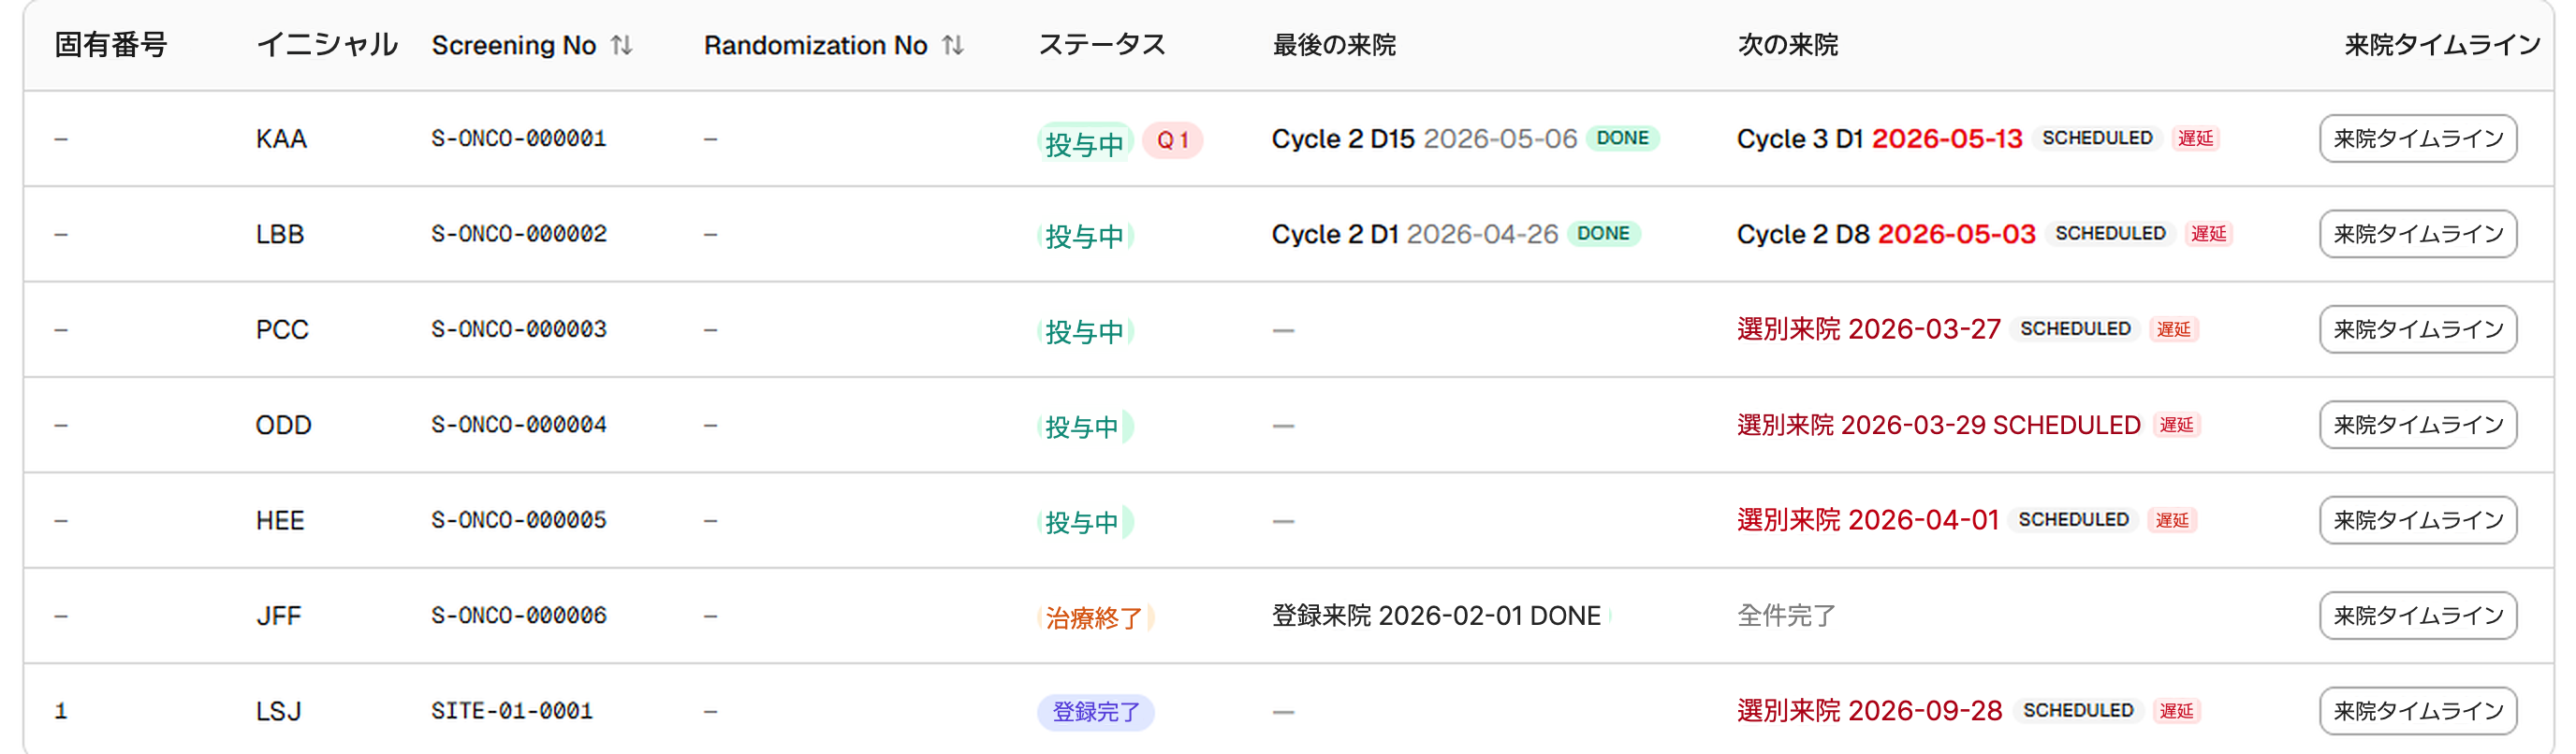 固有番号 イニシャル Screening No ↑↓ Randomization No ↑↓ ステータス 最後の来院 次の来院 来院タイムライン
– KAA S-ONCO-000001 – 投与中 Q 1 Cycle 2 D15 2026-05-06 DONE Cycle 3 D1 2026-05-13 SCHEDULED 遅延 来院タイムライン
– LBB S-ONCO-000002 – 投与中 Cycle 2 D1 2026-04-26 DONE Cycle 2 D8 2026-05-03 SCHEDULED 遅延 来院タイムライン
– PCC S-ONCO-000003 – 投与中 — 選別来院 2026-03-27 SCHEDULED 遅延 来院タイムライン
– ODD S-ONCO-000004 – 投与中 — 選別来院 2026-03-29 SCHEDULED 遅延 来院タイムライン
– HEE S-ONCO-000005 – 投与中 — 選別来院 2026-04-01 SCHEDULED 遅延 来院タイムライン
– JFF S-ONCO-000006 – 治療終了 登録来院 2026-02-01 DONE 全件完了 来院タイムライン
1 LSJ SITE-01-0001 – 登録完了 — 選別来院 2026-09-28 SCHEDULED 遅延 来院タイムライン